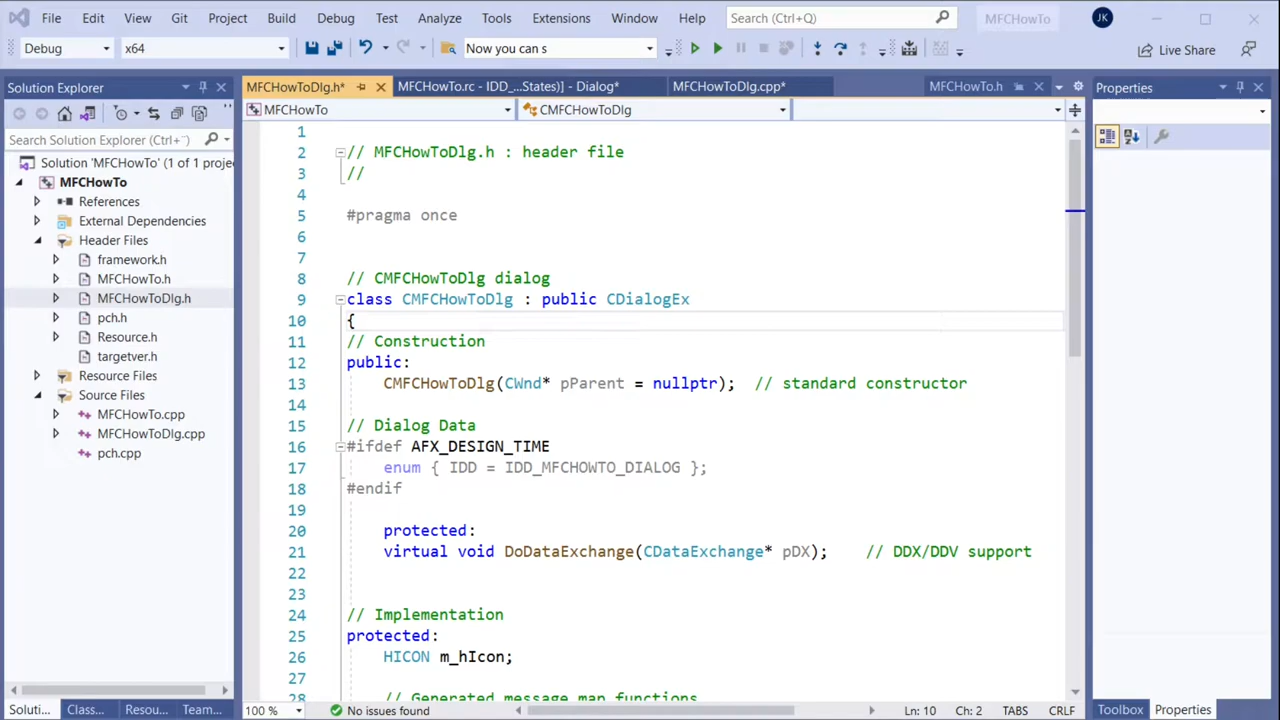 File Edit View Git Project Build Debug Test Analyze Tools Extensions Window Help Search (Ctrl+Q) MFCHowTo JK
Debug x64 Now you can s Live Share
Solution Explorer MFCHowToDlg.h* MFCHowTo.rc - IDD_...States)] - Dialog* MFCHowToDlg.cpp* MFCHowTo.h Properties
MFCHowTo CMFCHowToDlg
Search Solution Explorer (Ctrl+
Solution 'MFCHowTo' (1 of 1 proje
MFCHowTo
References
External Dependencies
Header Files
framework.h
MFCHowTo.h
MFCHowToDlg.h
pch.h
Resource.h
targetver.h
Resource Files
Source Files
MFCHowTo.cpp
MFCHowToDlg.cpp
pch.cpp
1
2 // MFCHowToDlg.h : header file
3 //
4
5 #pragma once
6
7
8 // CMFCHowToDlg dialog
9 class CMFCHowToDlg : public CDialogEx
10 {
11 // Construction
12 public:
13 CMFCHowToDlg(CWnd* pParent = nullptr); // standard constructor
14
15 // Dialog Data
16 #ifdef AFX_DESIGN_TIME
17 enum { IDD = IDD_MFCHOWTO_DIALOG };
18 #endif
19
20 protected:
21 virtual void DoDataExchange(CDataExchange* pDX); // DDX/DDV support
22
23
24 // Implementation
25 protected:
26 HICON m_hIcon;
27
28 // Generated message map functions
Soluti... Class... Resou... Team... 100 % No issues found Ln: 10 Ch: 2 TABS CRLF Toolbox Properties